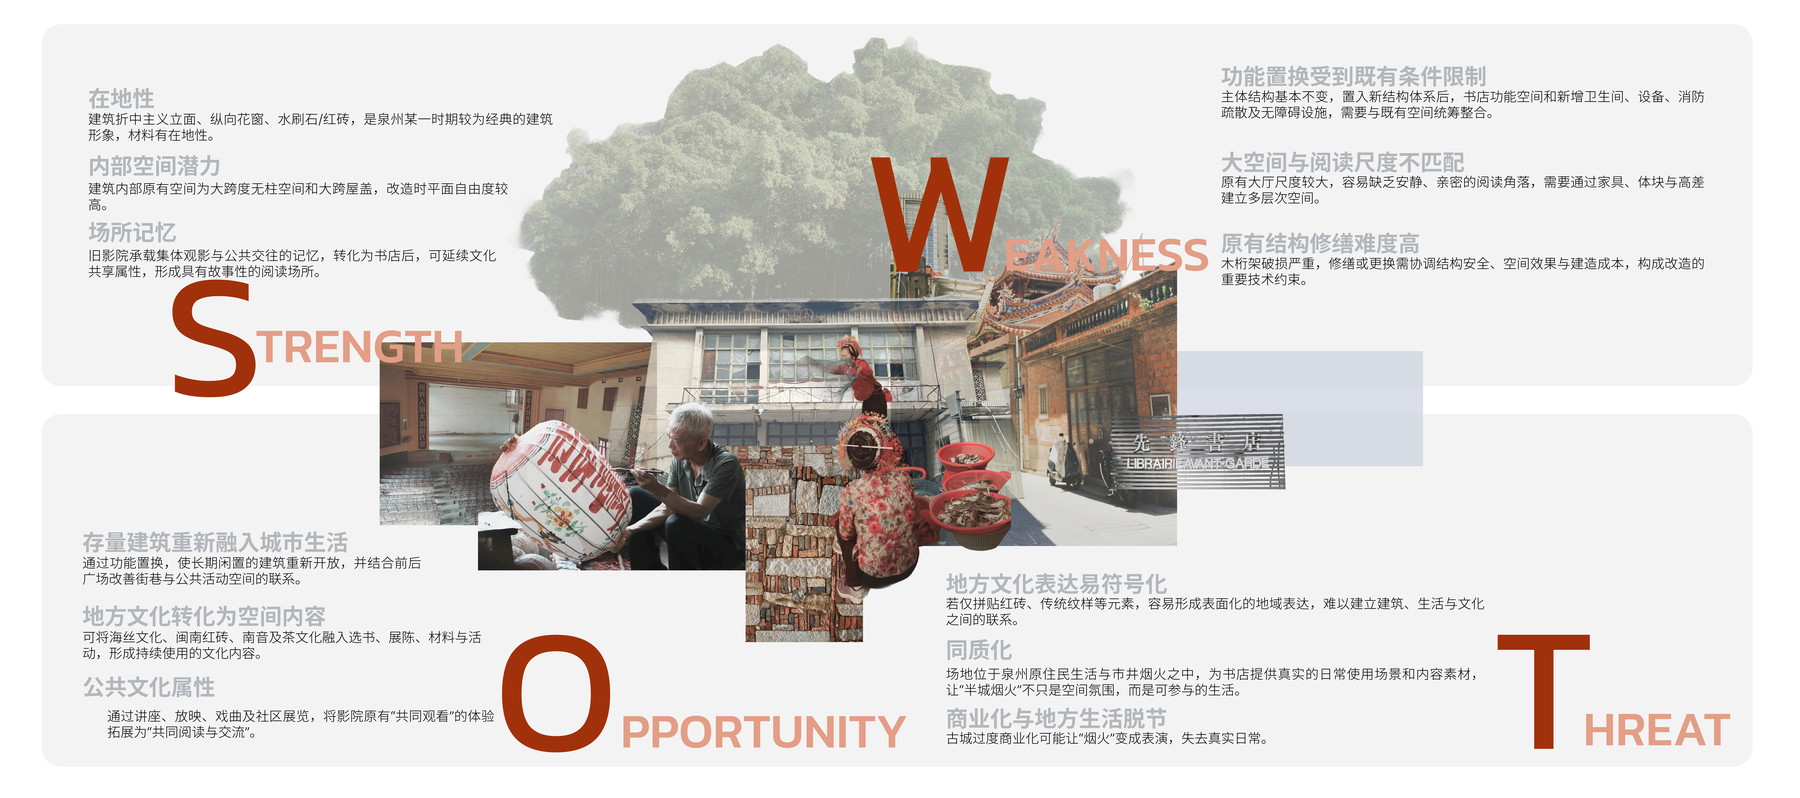 在地性
建筑折中主义立面、纵向花窗、水刷石/红砖，是泉州某一时期较为经典的建筑
形象，材料有在地性。
内部空间潜力
建筑内部原有空间为大跨度无柱空间和大跨屋盖，改造时平面自由度较
高。
场所记忆
旧影院承载集体观影与公共交往的记忆，转化为书店后，可延续文化
共享属性，形成具有故事性的阅读场所。
STRENGTH
功能置换受到既有条件限制
主体结构基本不变，置入新结构体系后，书店功能空间和新增卫生间、设备、消防
疏散及无障碍设施，需要与既有空间统筹整合。
大空间与阅读尺度不匹配
原有大厅尺度较大，容易缺乏安静、亲密的阅读角落，需要通过家具、体块与高差
建立多层次空间。
原有结构修缮难度高
木桁架破损严重，修缮或更换需协调结构安全、空间效果与建造成本，构成改造的
重要技术约束。
WEAKNESS
先鋒書店
LIBRAIRIE AVANT-GARDE
存量建筑重新融入城市生活
通过功能置换，使长期闲置的建筑重新开放，并结合前后
广场改善街巷与公共活动空间的联系。
地方文化转化为空间内容
可将海丝文化、闽南红砖、南音及茶文化融入选书、展陈、材料与活
动，形成持续使用的文化内容。
公共文化属性
通过讲座、放映、戏曲及社区展览，将影院原有“共同观看”的体验
拓展为“共同阅读与交流”。
OPPORTUNITY
地方文化表达易符号化
若仅拼贴红砖、传统纹样等元素，容易形成表面化的地域表达，难以建立建筑、生活与文化
之间的联系。
同质化
场地位于泉州原住民生活与市井烟火之中，为书店提供真实的日常使用场景和内容素材，
让“半城烟火”不只是空间氛围，而是可参与的生活。
商业化与地方生活脱节
古城过度商业化可能让“烟火”变成表演，失去真实日常。
THREAT